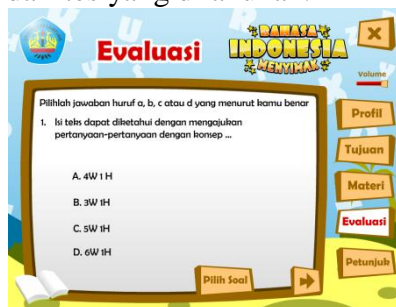 Evaluasi
BAHASA
INDONESIA
MENYIMAK
Volume
Pilihlah jawaban huruf a, b, c atau d yang menurut kamu benar
1. Isi teks dapat diketahui dengan mengajukan
pertanyaan-pertanyaan dengan konsep ...
A. 4W 1 H
B. 3W 1H
C. 5W 1H
D. 6W 1H
Pilih Soal
Profil
Tujuan
Materi
Evaluasi
Petunjuk